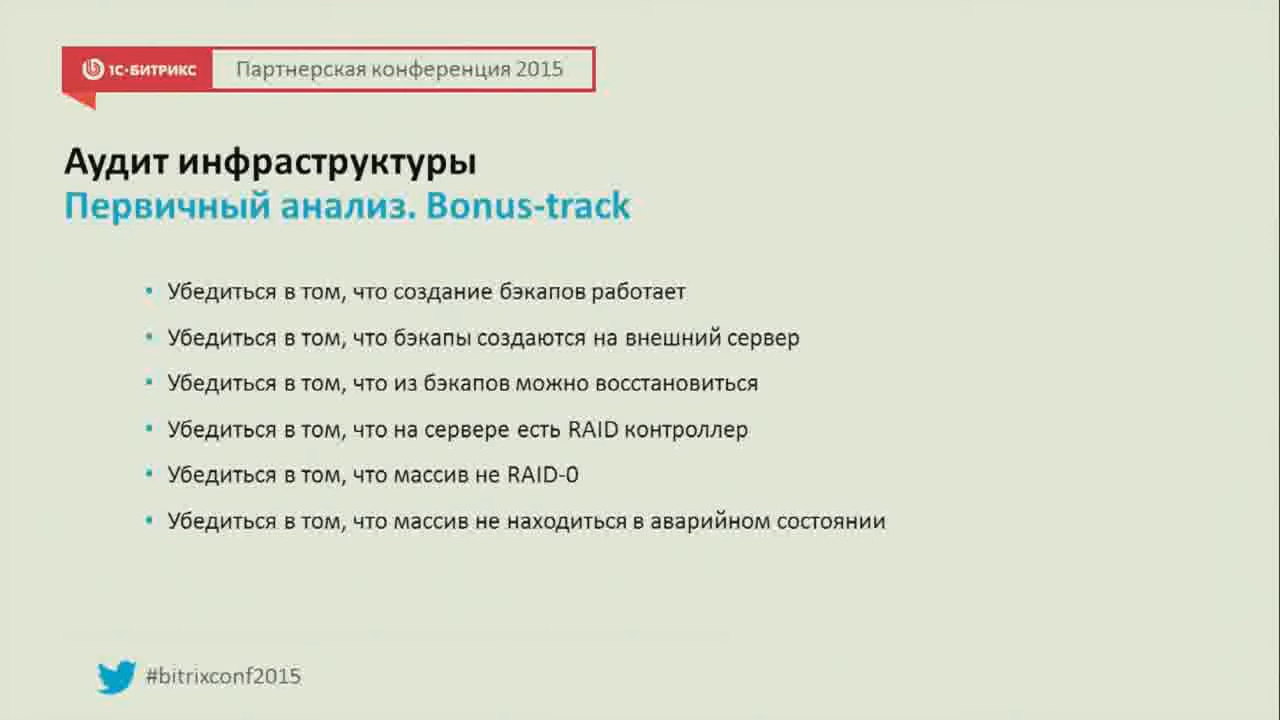 1С-БИТРИКС Партнерская конференция 2015
Аудит инфраструктуры
Первичный анализ. Bonus-track
• Убедиться в том, что создание бэкапов работает
• Убедиться в том, что бэкапы создаются на внешний сервер
• Убедиться в том, что из бэкапов можно восстановиться
• Убедиться в том, что на сервере есть RAID контроллер
• Убедиться в том, что массив не RAID-0
• Убедиться в том, что массив не находиться в аварийном состоянии
#bitrixconf2015